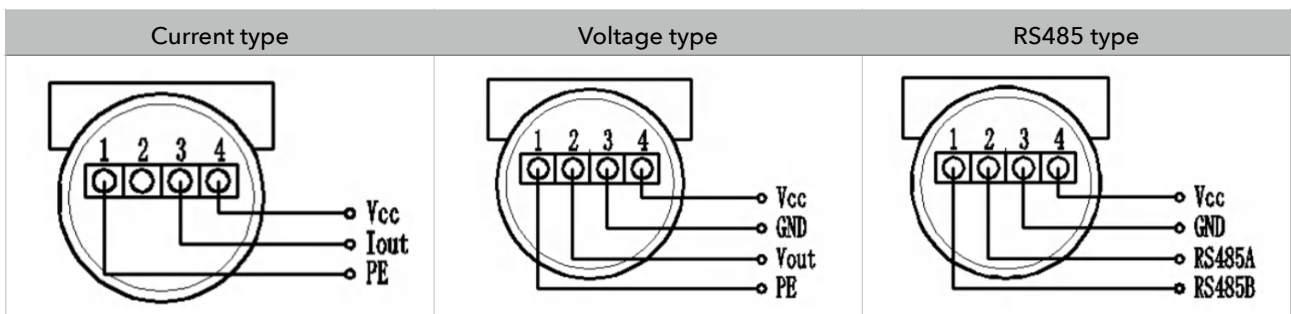 Current type
Voltage type
RS485 type
1 2 3 4
Vcc
Iout
PE
1 2 3 4
Vcc
GND
Vout
PE
1 2 3 4
Vcc
GND
RS485A
RS485B